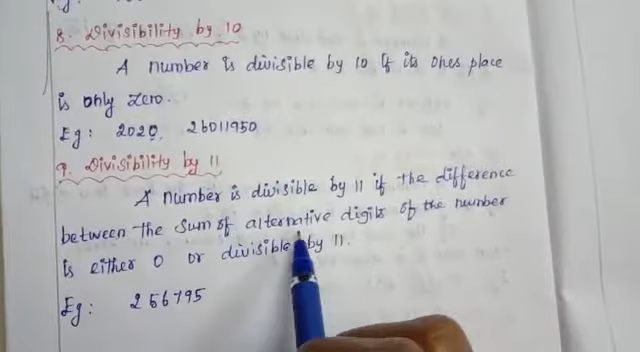 8. Divisibility by 10
A number is divisible by 10 if its ones place
is only zero.
Eg: 2020, 26011950
9. Divisibility by 11
A number is divisible by 11 if the difference
between the sum of alternative digits of the number
is either 0 or divisible by 11.
Eg: 256795